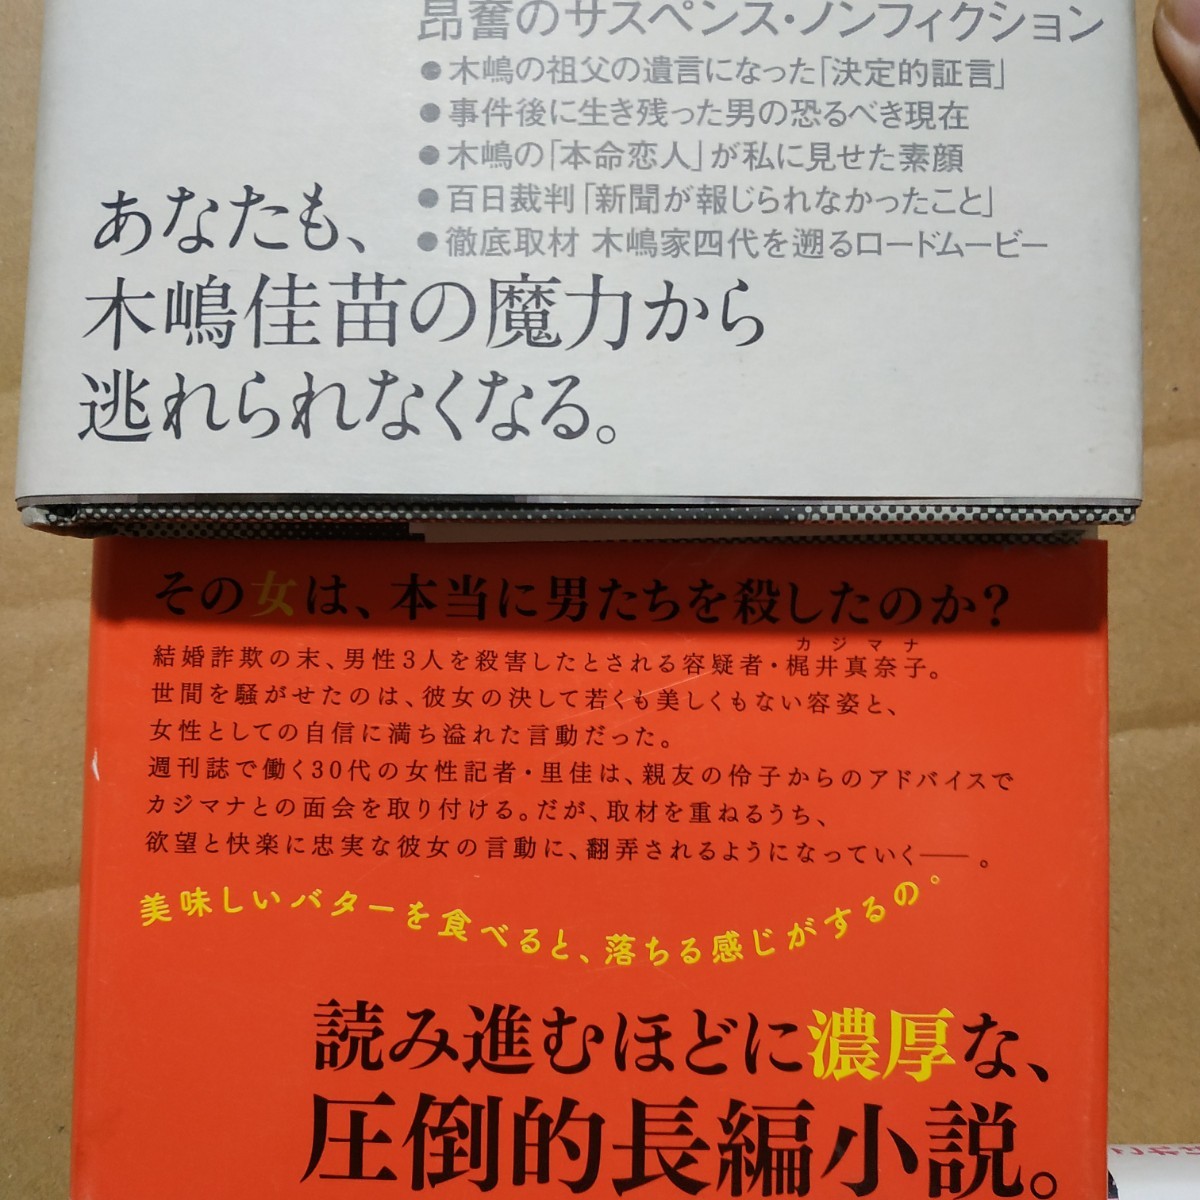 昂奮のサスペンス・ノンフィクション
●木嶋の祖父の遺言になった「決定的証言」
●事件後に生き残った男の恐るべき現在
●木嶋の「本命恋人」が私に見せた素顔
●百日裁判「新聞が報じられなかったこと」
●徹底取材 木嶋家四代を遡るロードムービー
あなたも、
木嶋佳苗の魔力から
逃れられなくなる。
その女は、本当に男たちを殺したのか?
カジマナ
結婚詐欺の末、男性3人を殺害したとされる容疑者・梶井真奈子。
世間を騒がせたのは、彼女の決して若くも美しくもない容姿と、
女性としての自信に満ち溢れた言動だった。
週刊誌で働く30代の女性記者・里佳は、親友の伶子からのアドバイスで
カジマナとの面会を取り付ける。だが、取材を重ねるうち、
欲望と快楽に忠実な彼女の言動に、翻弄されるようになっていく――。
美味しいバターを食べると、落ちる感じがするの。
読み進むほどに濃厚な、
圧倒的長編小説。